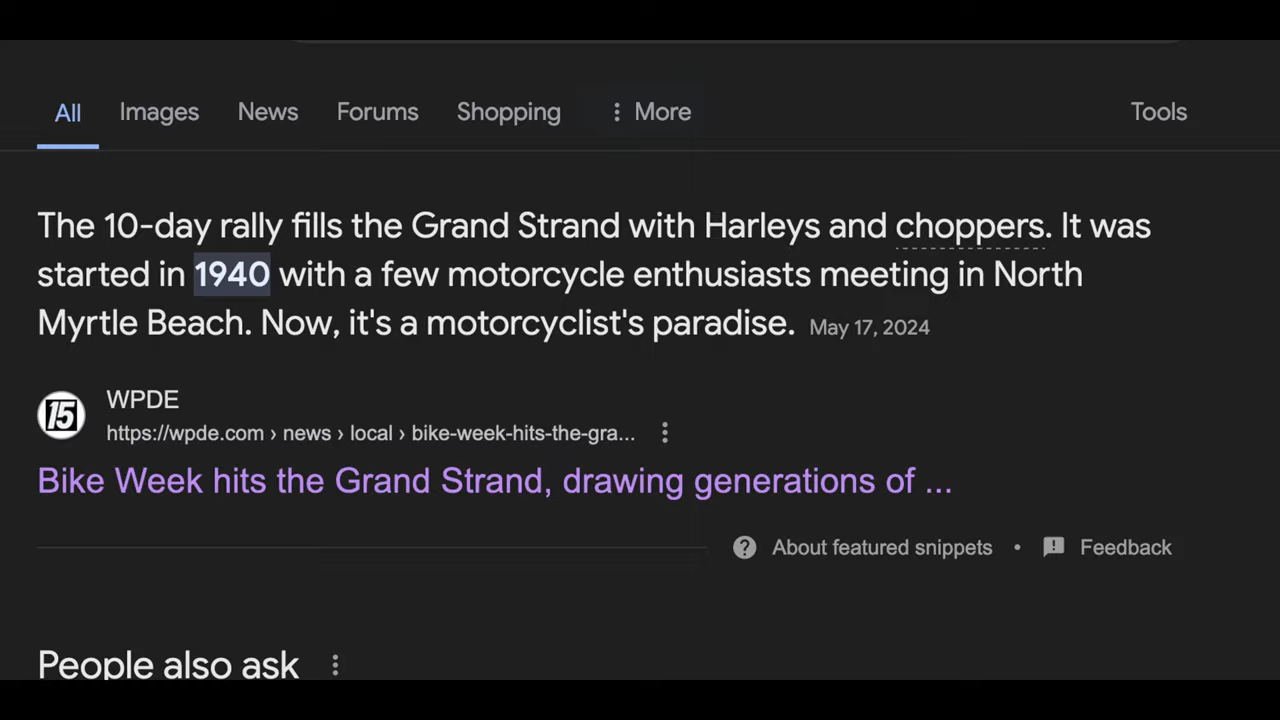 All Images News Forums Shopping More Tools
The 10-day rally fills the Grand Strand with Harleys and choppers. It was
started in 1940 with a few motorcycle enthusiasts meeting in North
Myrtle Beach. Now, it's a motorcyclist's paradise. May 17, 2024
15
WPDE
https://wpde.com › news › local › bike-week-hits-the-gra...
Bike Week hits the Grand Strand, drawing generations of ...
About featured snippets • Feedback
People also ask